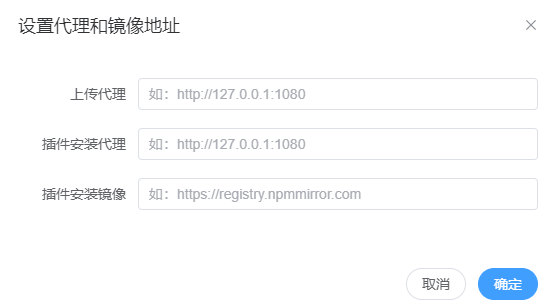 设置代理和镜像地址
上传代理 如：http://127.0.0.1:1080
插件安装代理 如：http://127.0.0.1:1080
插件安装镜像 如：https://registry.npmmirror.com
取消 确定